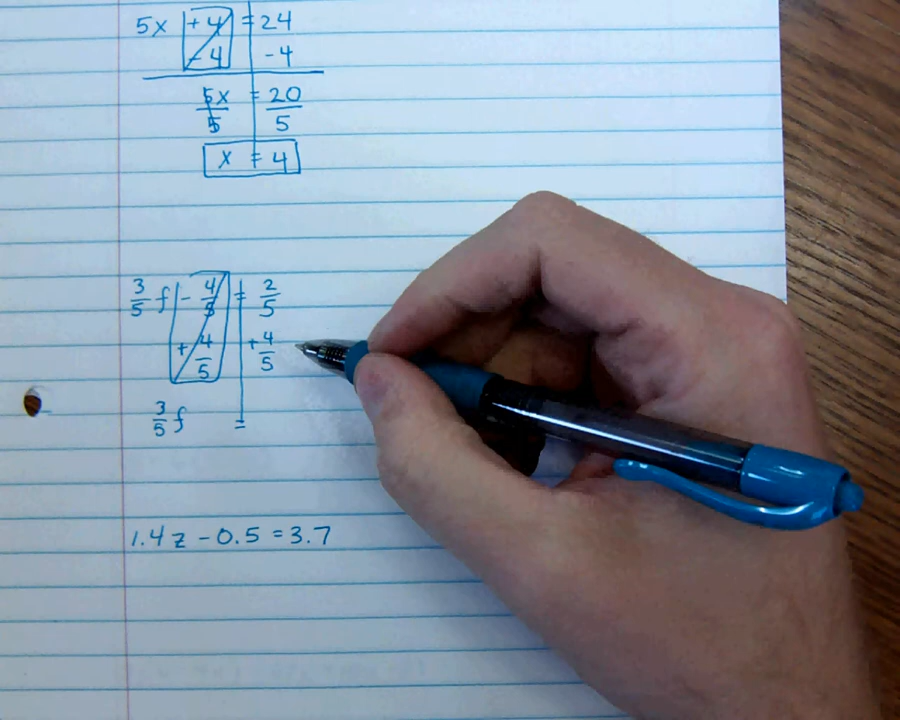 5x + 4 = 24
- 4 - 4
5x/5 = 20/5
x = 4
3/5 f - 4/5 = 2/5
+ 4/5 + 4/5
3/5 f =
1.4z - 0.5 = 3.7